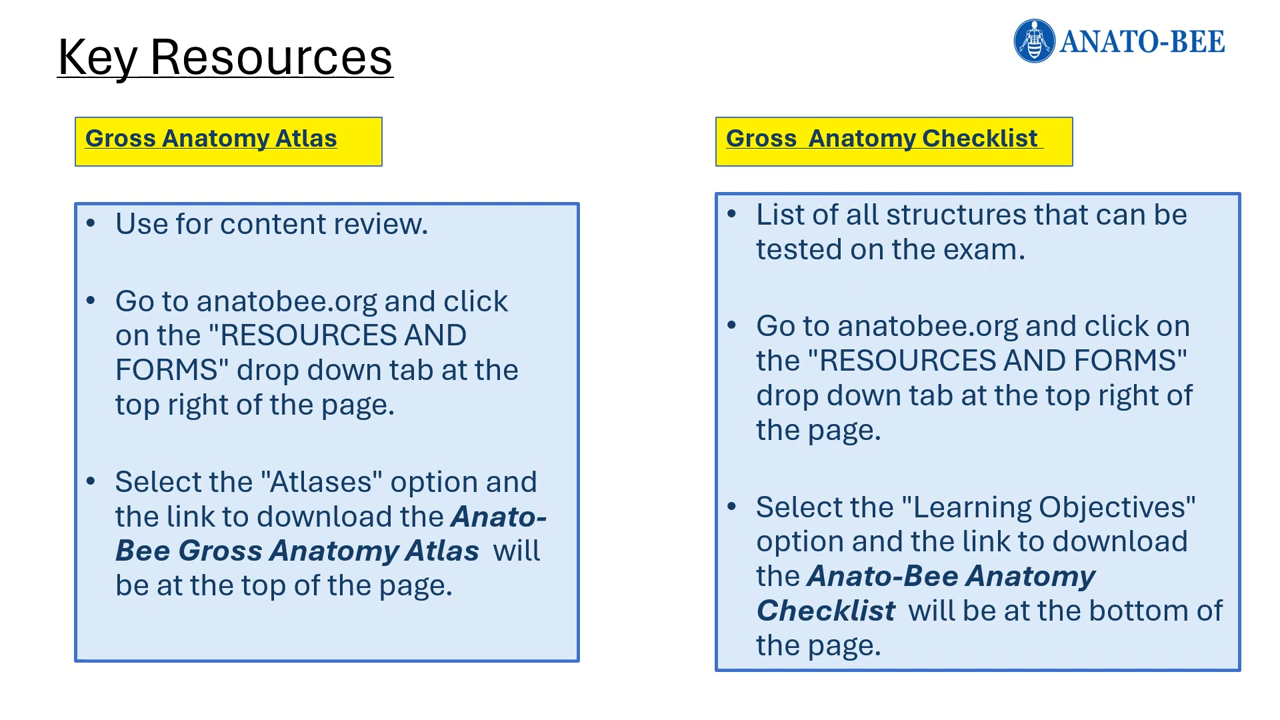 Key Resources
ANATO-BEE
Gross Anatomy Atlas
• Use for content review.
• Go to anatobee.org and click
on the "RESOURCES AND
FORMS" drop down tab at the
top right of the page.
• Select the "Atlases" option and
the link to download the Anato-
Bee Gross Anatomy Atlas will
be at the top of the page.
Gross Anatomy Checklist
• List of all structures that can be
tested on the exam.
• Go to anatobee.org and click on
the "RESOURCES AND FORMS"
drop down tab at the top right of
the page.
• Select the "Learning Objectives"
option and the link to download
the Anato-Bee Anatomy
Checklist will be at the bottom of
the page.